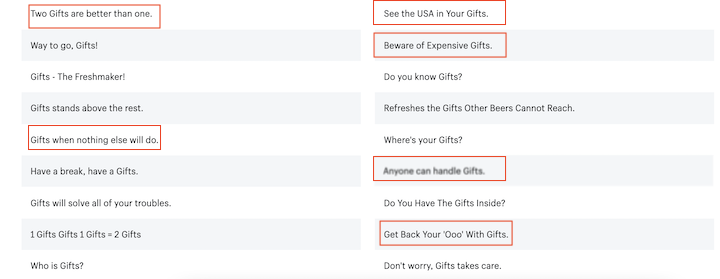 Two Gifts are better than one.
See the USA in Your Gifts.
Way to go, Gifts!
Beware of Expensive Gifts.
Gifts - The Freshmaker!
Do you know Gifts?
Gifts stands above the rest.
Refreshes the Gifts Other Beers Cannot Reach.
Gifts when nothing else will do.
Where's your Gifts?
Have a break, have a Gifts.
Anyone can handle Gifts.
Gifts will solve all of your troubles.
Do You Have The Gifts Inside?
1 Gifts Gifts 1 Gifts = 2 Gifts
Get Back Your 'Ooo' With Gifts.
Who is Gifts?
Don't worry, Gifts takes care.